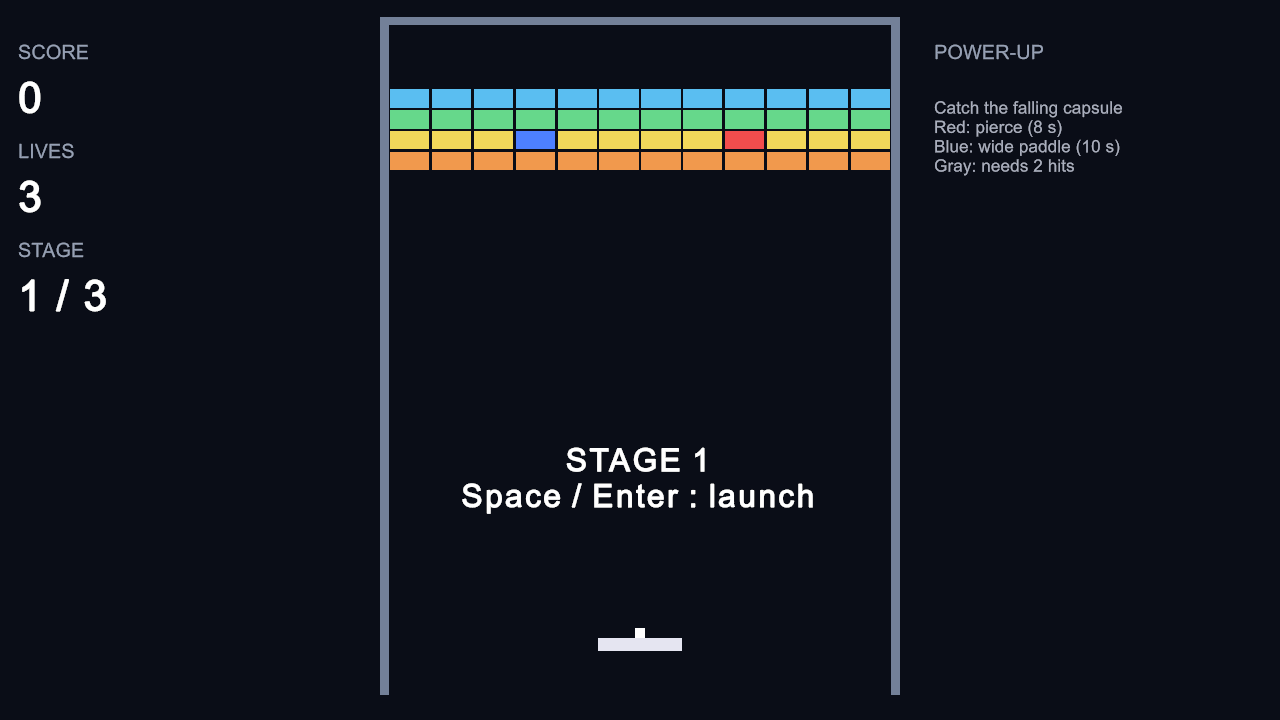 SCORE
0
LIVES
3
STAGE
1 / 3
POWER-UP
Catch the falling capsule
Red: pierce (8 s)
Blue: wide paddle (10 s)
Gray: needs 2 hits
STAGE 1
Space / Enter : launch